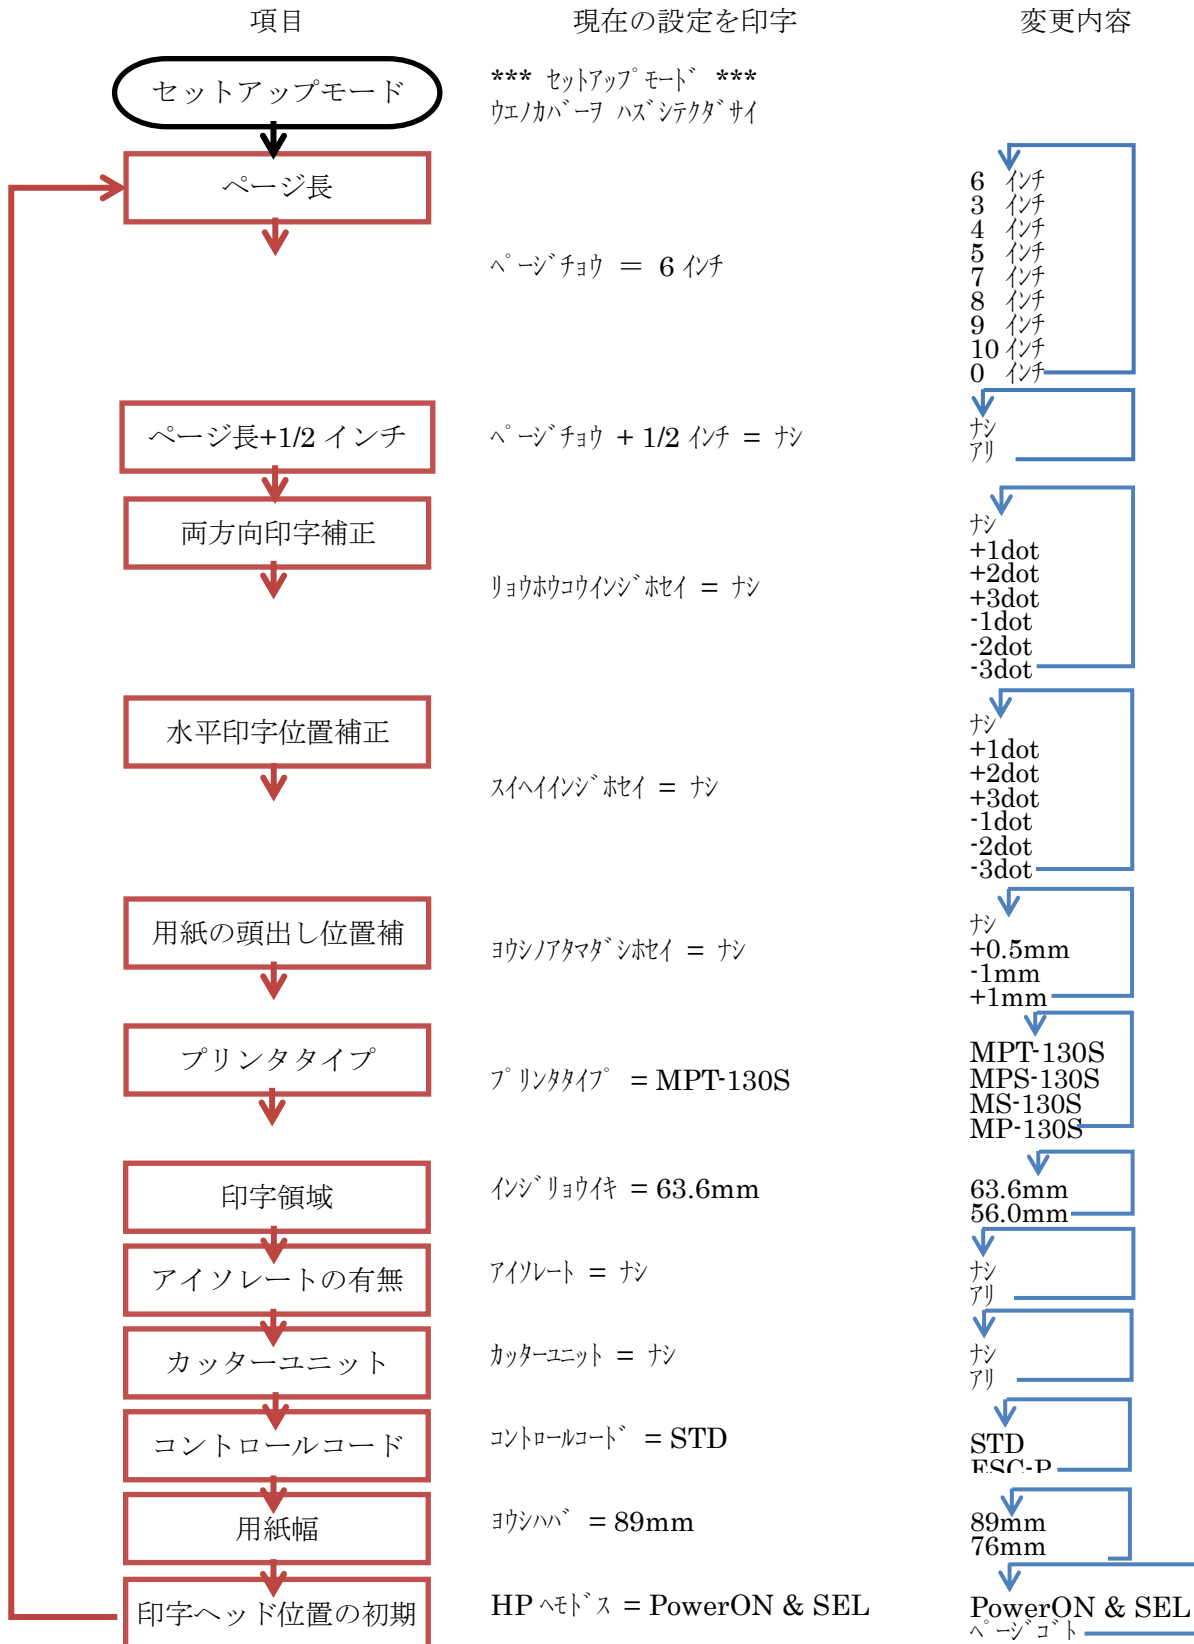 項目 現在の設定を印字 変更内容
セットアップモード
*** ｾｯﾄｱｯﾌﾟﾓｰﾄﾞ ***
ｳｴﾉｶﾊﾞｰｦ ﾊｽﾞｼﾃｸﾀﾞｻｲ
ページ長
ﾍﾟｰｼﾞﾁｮｳ ＝ 6 ｲﾝﾁ
6 ｲﾝﾁ
3 ｲﾝﾁ
4 ｲﾝﾁ
5 ｲﾝﾁ
7 ｲﾝﾁ
8 ｲﾝﾁ
9 ｲﾝﾁ
10 ｲﾝﾁ
0 ｲﾝﾁ
ページ長+1/2 インチ
ﾍﾟｰｼﾞﾁｮｳ + 1/2 ｲﾝﾁ = ﾅｼ
ﾅｼ
ｱﾘ
両方向印字補正
ﾘｮｳﾎｳｺｳｲﾝｼﾞﾎｾｲ = ﾅｼ
ﾅｼ
+1dot
+2dot
+3dot
-1dot
-2dot
-3dot
水平印字位置補正
ｽｲﾍｲｲﾝｼﾞﾎｾｲ = ﾅｼ
ﾅｼ
+1dot
+2dot
+3dot
-1dot
-2dot
-3dot
用紙の頭出し位置補
ﾖｳｼﾉｱﾀﾏﾀﾞｼﾎｾｲ = ﾅｼ
ﾅｼ
+0.5mm
-1mm
+1mm
プリンタタイプ
ﾌﾟﾘﾝﾀﾀｲﾌﾟ = MPT-130S
MPT-130S
MPS-130S
MS-130S
MP-130S
印字領域
ｲﾝｼﾞﾘｮｳｲｷ = 63.6mm
63.6mm
56.0mm
アイソレートの有無
ｱｲｿﾚｰﾄ = ﾅｼ
ﾅｼ
ｱﾘ
カッターユニット
ｶｯﾀｰﾕﾆｯﾄ = ﾅｼ
ﾅｼ
ｱﾘ
コントロールコード
ｺﾝﾄﾛｰﾙｺｰﾄﾞ = STD
STD
ESC-P
用紙幅
ﾖｳｼﾊﾊﾞ = 89mm
89mm
76mm
印字ヘッド位置の初期
HP ﾍﾓﾄﾞｽ = PowerON & SEL
PowerON & SEL
ﾍﾟｰｼﾞｺﾞﾄ